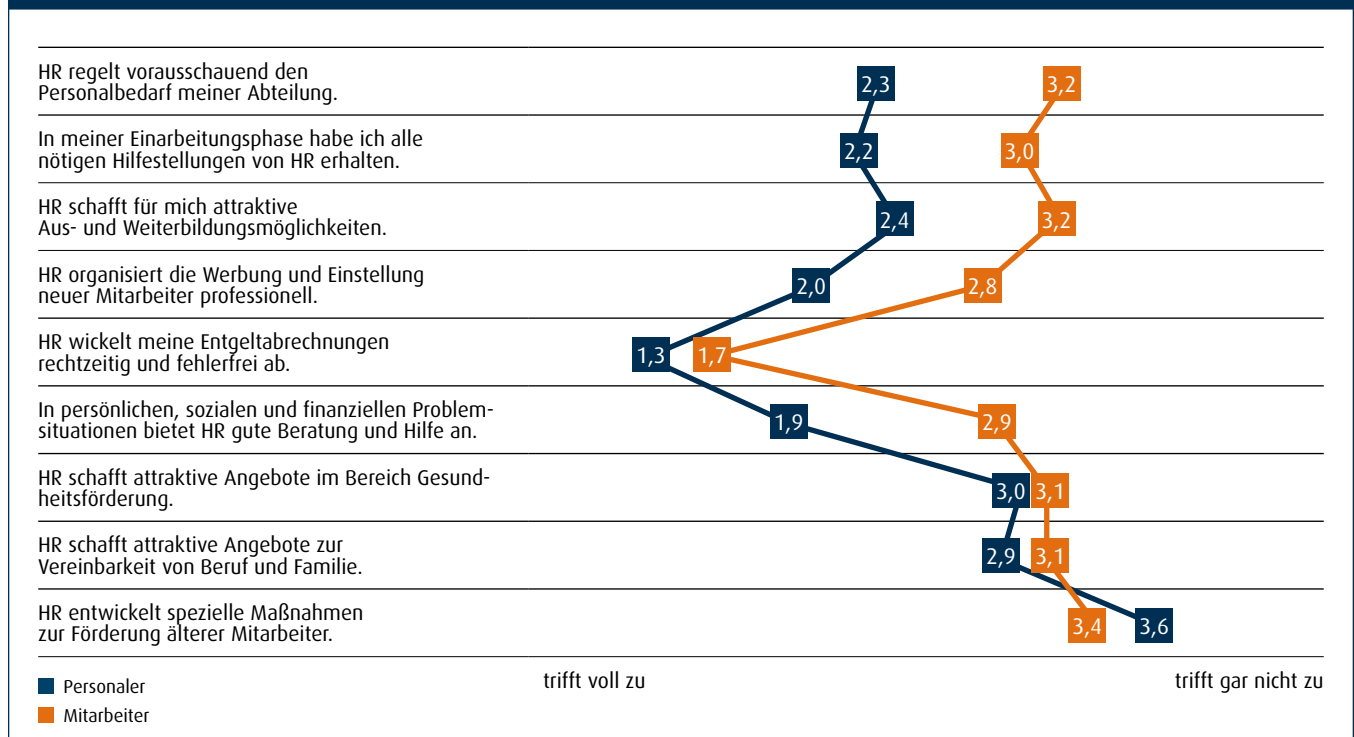 HR regelt vorausschauend den
Personalbedarf meiner Abteilung.
2,3
3,2
In meiner Einarbeitungsphase habe ich alle
nötigen Hilfestellungen von HR erhalten.
2,2
3,0
HR schafft für mich attraktive
Aus- und Weiterbildungsmöglichkeiten.
2,4
3,2
HR organisiert die Werbung und Einstellung
neuer Mitarbeiter professionell.
2,0
2,8
HR wickelt meine Entgeltabrechnungen
rechtzeitig und fehlerfrei ab.
1,3
1,7
In persönlichen, sozialen und finanziellen Problem-
situationen bietet HR gute Beratung und Hilfe an.
1,9
2,9
HR schafft attraktive Angebote im Bereich Gesund-
heitsförderung.
3,0
3,1
HR schafft attraktive Angebote zur
Vereinbarkeit von Beruf und Familie.
2,9
3,1
HR entwickelt spezielle Maßnahmen
zur Förderung älterer Mitarbeiter.
3,4
3,6
trifft voll zu
trifft gar nicht zu
Personaler
Mitarbeiter